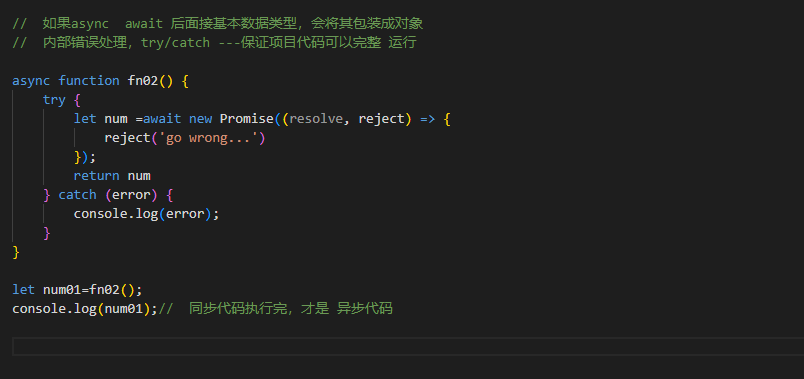 //  如果async  await 后面接基本数据类型，会将其包装成对象
//  内部错误处理，try/catch ---保证项目代码可以完整 运行
async function fn02() {
    try {
        let num =await new Promise((resolve, reject) => {
            reject('go wrong...')
        });
        return num
    } catch (error) {
        console.log(error);
    }
}
let num01=fn02();
console.log(num01);//  同步代码执行完，才是 异步代码